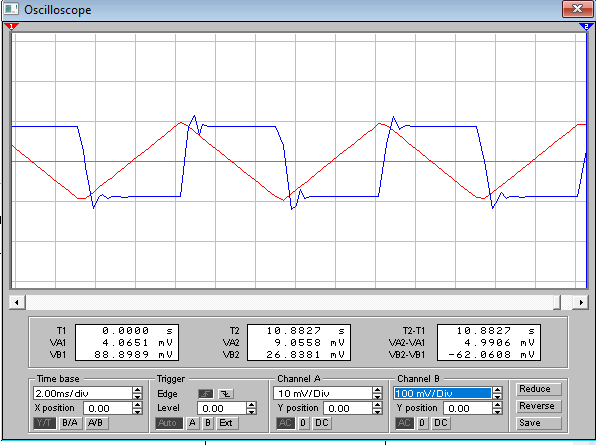 Oscilloscope
1
2
T1 0.0000 s
VA1 4.0651 mV
VB1 88.8989 mV
T2 10.8827 s
VA2 9.0558 mV
VB2 26.8381 mV
T2-T1 10.8827 s
VA2-VA1 4.9906 mV
VB2-VB1 -62.0608 mV
Time base
2.00ms/div
X position 0.00
Y/T B/A A/B
Trigger
Edge
Level 0.00
Auto A B Ext
Channel A
10 mV/Div
Y position 0.00
AC 0 DC
Channel B
100 mV/Div
Y position 0.00
AC 0 DC
Reduce
Reverse
Save